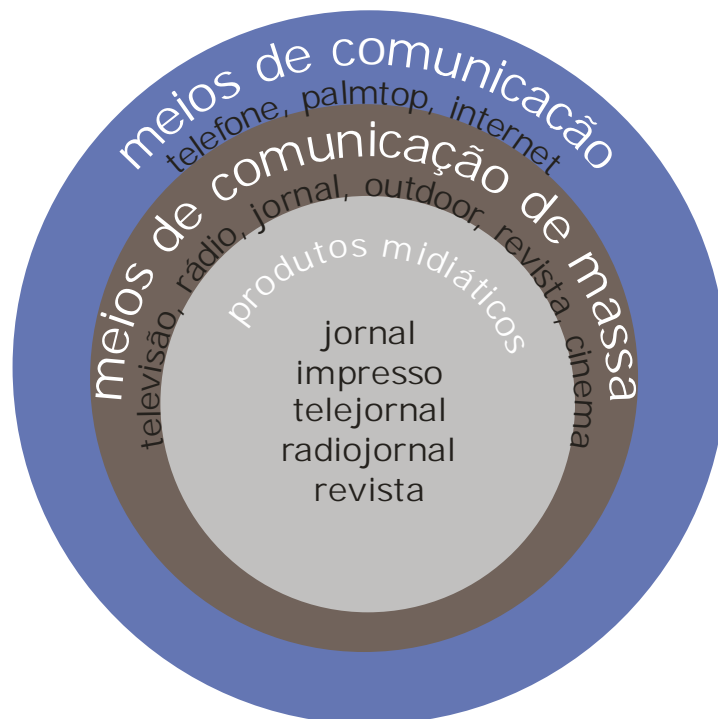 meios de comunicacão
telefone, palmtop, internet
meios de comunicação de massa
televisão, rádio, jornal, outdoor, revista, cinema
produtos midiáticos
jornal
impresso
telejornal
radiojornal
revista